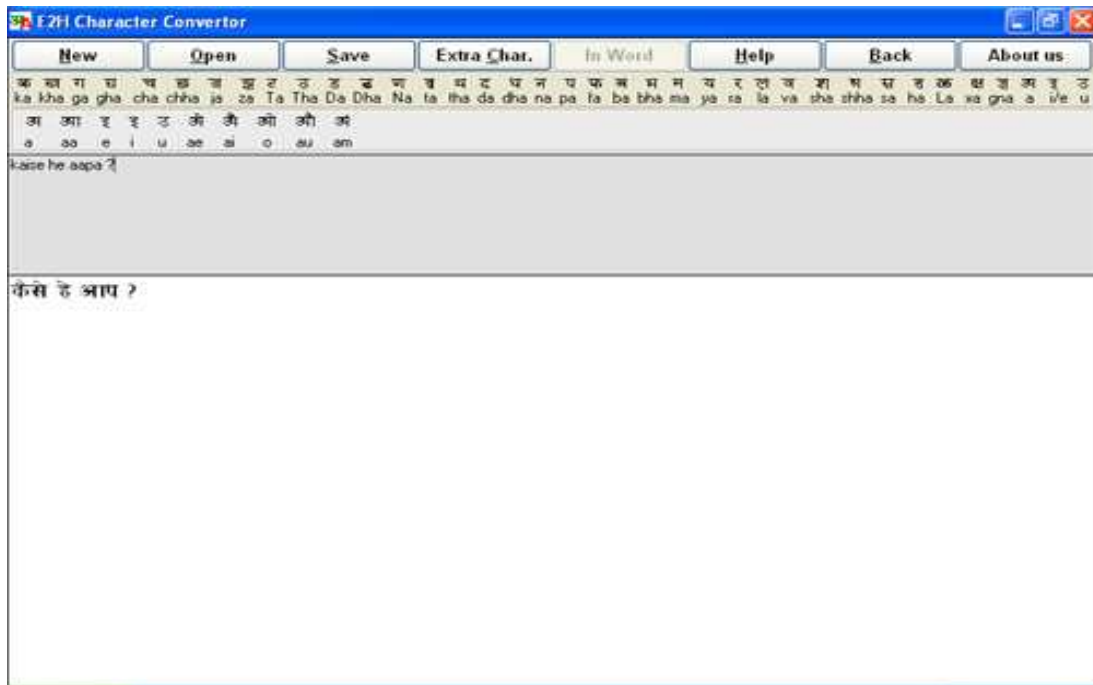 E2H Character Convertor
New Open Save Extra Char. In Word Help Back About us
क ख ग घ च छ ज झ ट ठ ड ढ ण त थ द ध न प फ ब भ म य र ल व श ष स ह ळ क्ष ज्ञ अ इ उ
ka kha ga gha cha chha ja za Ta Tha Da Dha Na ta tha da dha na pa fa ba bha ma ya ra la va sha shha sa ha La xa gna a i/e u
अ आ इ ई उ ओ औ
a aa e i u ae ai o au am
kaise he aapa ?
कैसे हे आप ?